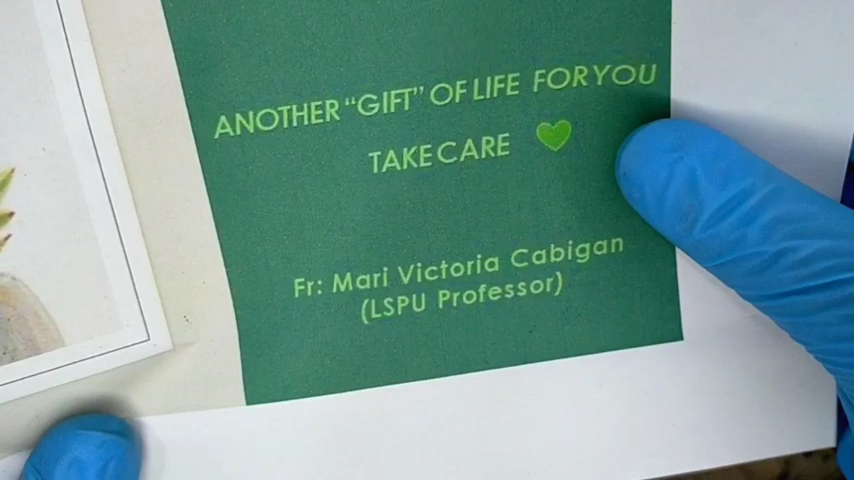 ANOTHER "GIFT" OF LIFE FOR YOU
TAKE CARE
Fr: Mari Victoria Cabigan
(LSPU Professor)